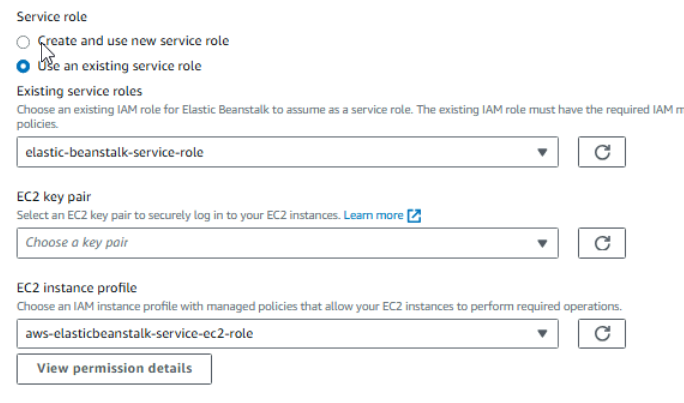 Service role
Create and use new service role
Use an existing service role
Existing service roles
Choose an existing IAM role for Elastic Beanstalk to assume as a service role. The existing IAM role must have the required IAM m
policies.
elastic-beanstalk-service-role
EC2 key pair
Select an EC2 key pair to securely log in to your EC2 instances. Learn more
Choose a key pair
EC2 instance profile
Choose an IAM instance profile with managed policies that allow your EC2 instances to perform required operations.
aws-elasticbeanstalk-service-ec2-role
View permission details